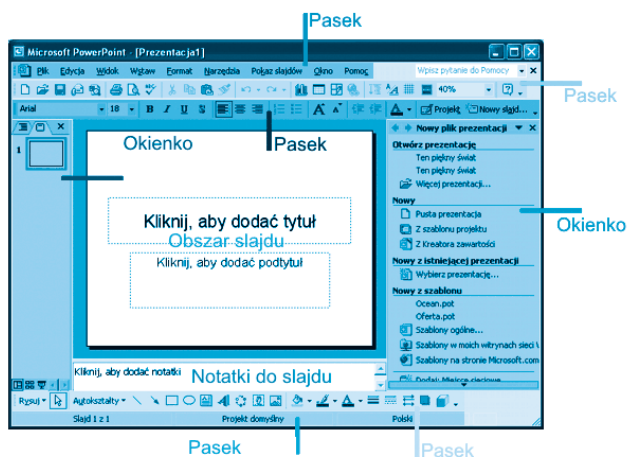 Pasek
Microsoft PowerPoint - [Prezentacja1]
Plik Edycja Widok Wstaw Format Narzędzia Pokaz slajdów Okno Pomoc Wpisz pytanie do Pomocy
40%
Pasek
Arial 18 B I U S A A A Projekt Nowy slajd...
Okienko
Pasek
Nowy plik prezentacji
1
Otwórz prezentację
Ten piękny świat
Ten piękny świat
Więcej prezentacji...
Nowy
Pusta prezentacja
Z szablonu projektu
Z Kreatora zawartości
Okienko
Nowy z istniejącej prezentacji
Wybierz prezentację...
Nowy z szablonu
Ocean.pot
Oferta.pot
Szablony ogólne...
Szablony w moich witrynach sieci
Szablony na stronie Microsoft.com
Dodaj: Miejsce sieciowe
Kliknij, aby dodać tytuł
Obszar slajdu
Kliknij, aby dodać podtytuł
Kliknij, aby dodać notatki
Notatki do slajdu
Rysuj Autokształty
Slajd 1 z 1 Projekt domyślny Polski
Pasek
Pasek